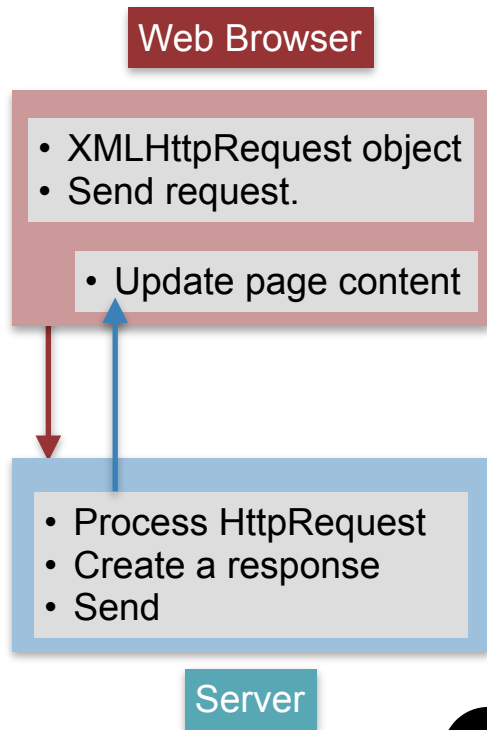 Web Browser
• XMLHttpRequest object
• Send request.
• Update page content
• Process HttpRequest
• Create a response
• Send
Server